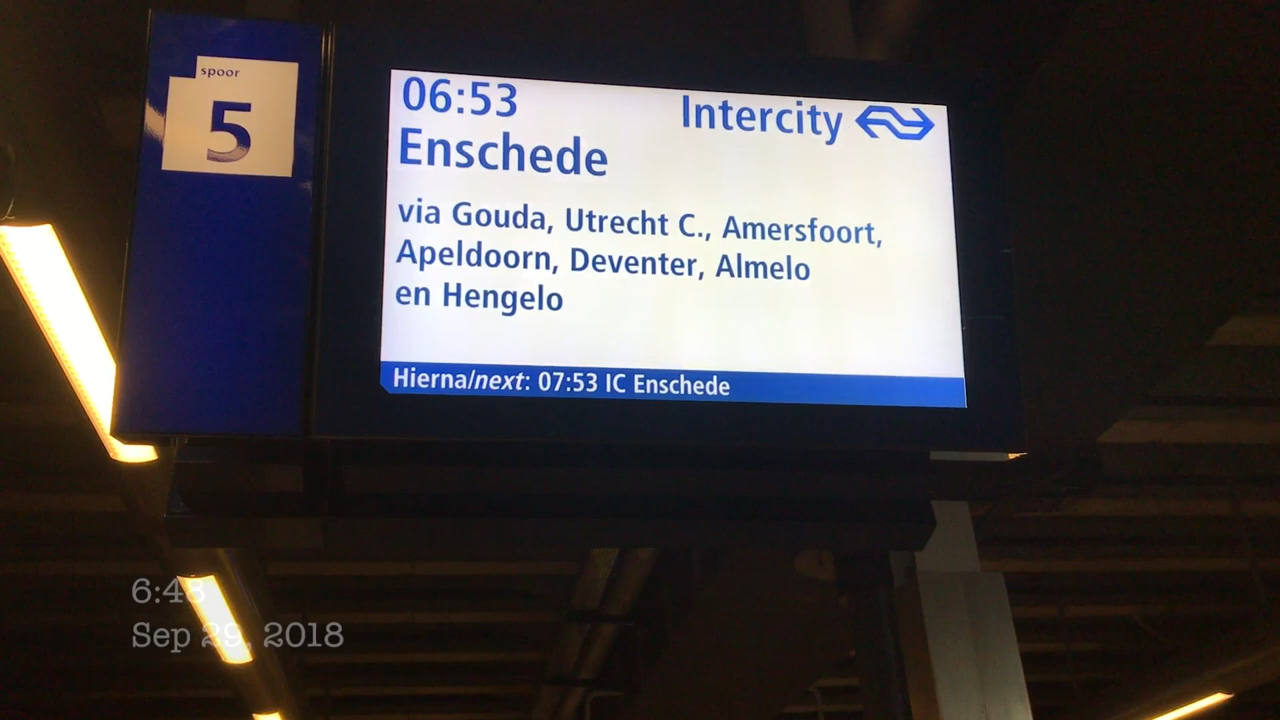 spoor
5
06:53
Intercity
Enschede
via Gouda, Utrecht C., Amersfoort,
Apeldoorn, Deventer, Almelo
en Hengelo
Hierna/next: 07:53 IC Enschede
6:48
Sep 29, 2018